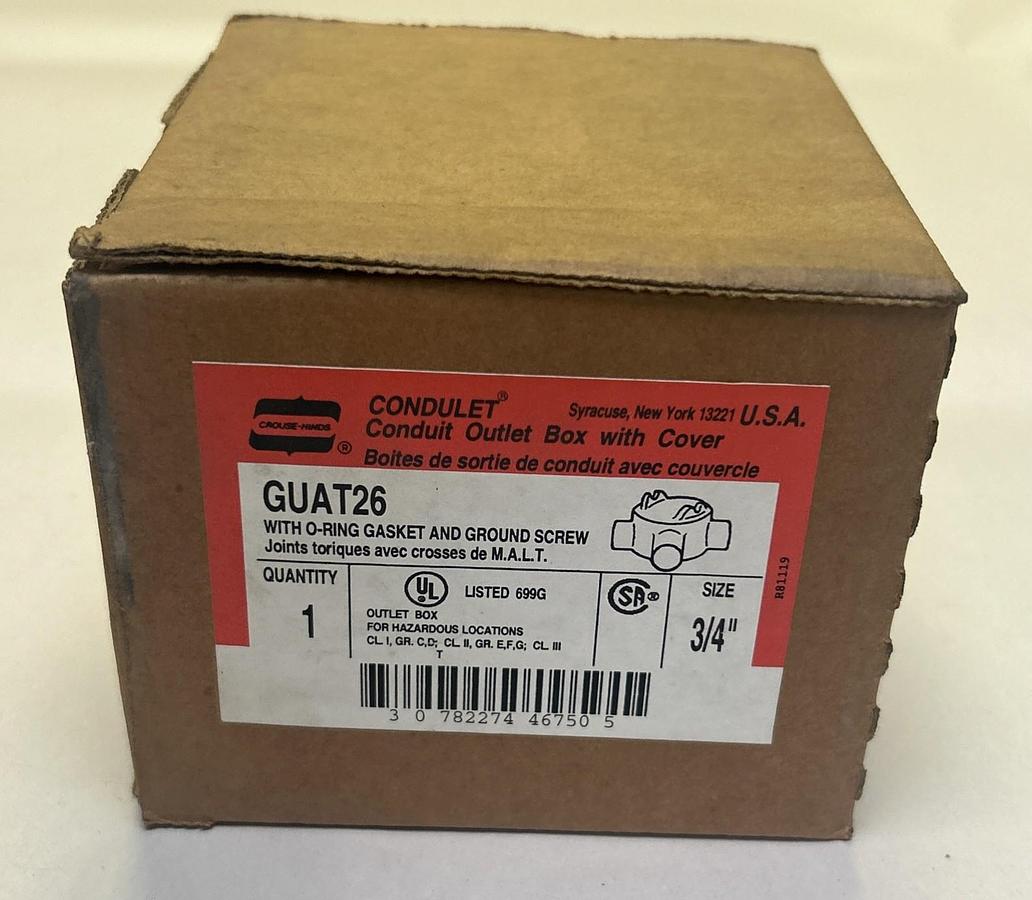 CROUSE-HINDS ®
CONDULET®
Syracuse, New York 13221 U.S.A.
Conduit Outlet Box with Cover
Boites de sortie de conduit avec couvercle
GUAT26
WITH O-RING GASKET AND GROUND SCREW
Joints toriques avec crosses de M.A.L.T.
QUANTITY
1
UL LISTED 699G
OUTLET BOX
FOR HAZARDOUS LOCATIONS
CL. I, GR. C,D; CL. II, GR. E,F,G; CL. III
T
SA®
SIZE
3/4"
R81119
3 0 782274 46750 5